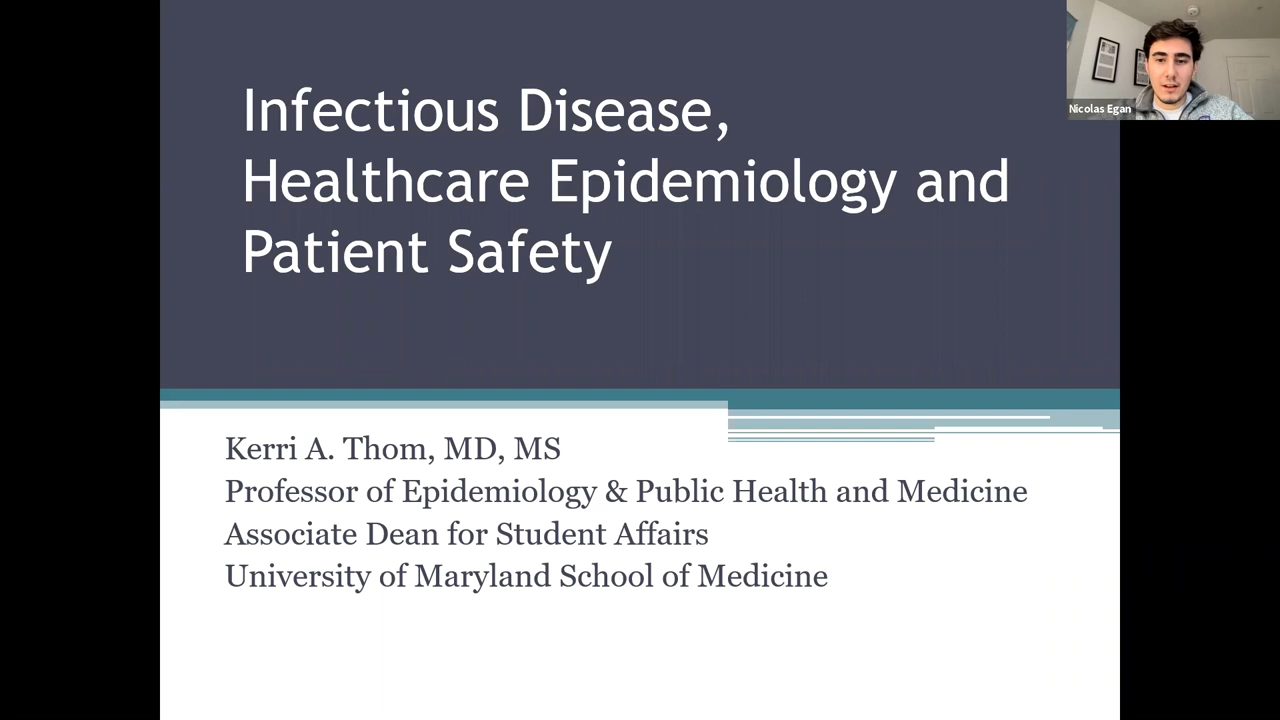 Infectious Disease,
Healthcare Epidemiology and
Patient Safety
Kerri A. Thom, MD, MS
Professor of Epidemiology & Public Health and Medicine
Associate Dean for Student Affairs
University of Maryland School of Medicine
Nicolas Egan